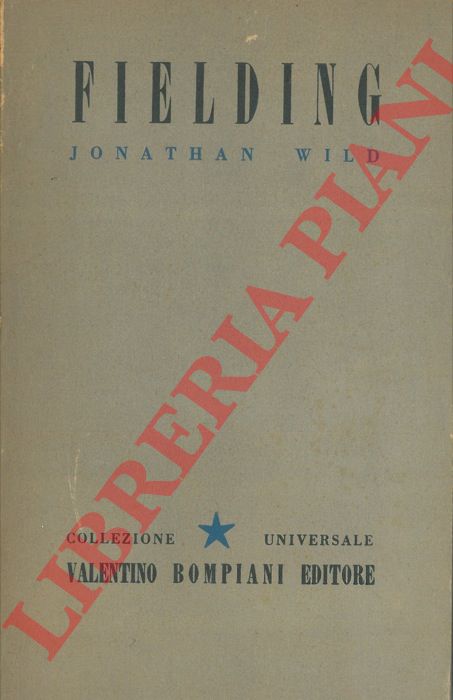 FIELDING
JONATHAN WILD
LIBRERIA PIANI
COLLEZIONE UNIVERSALE
VALENTINO BOMPIANI EDITORE